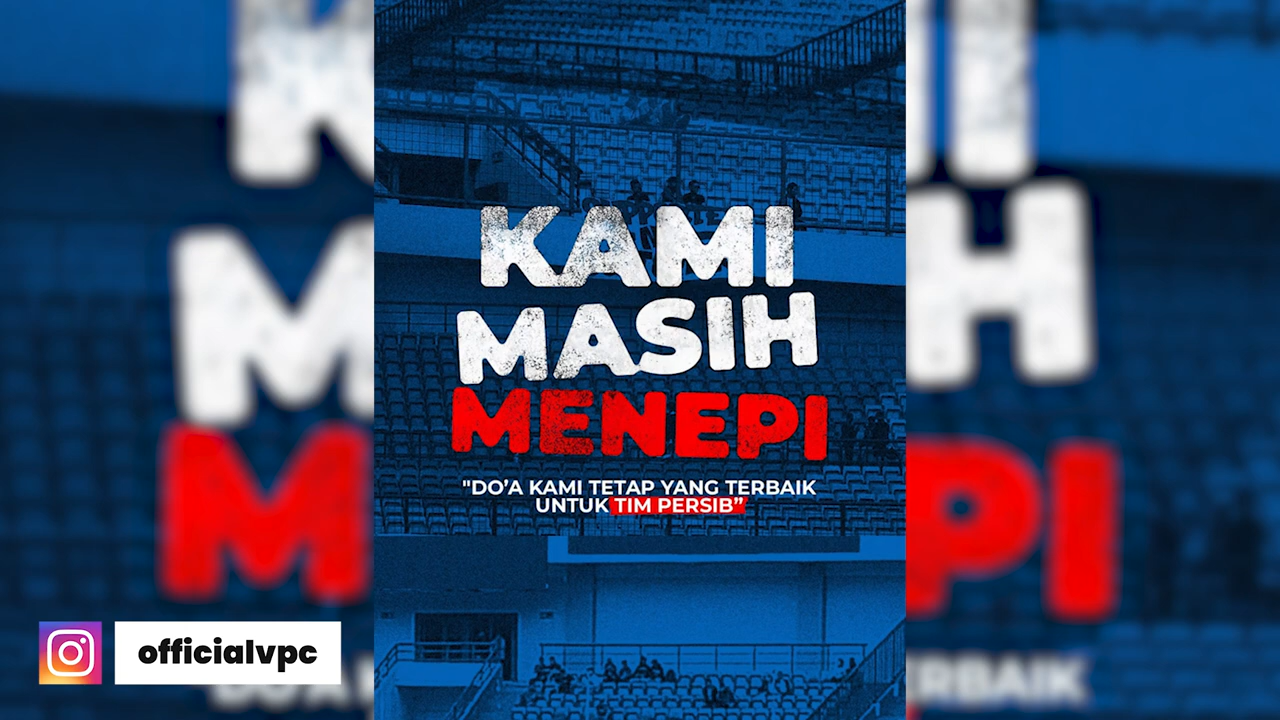 KAMI
MASIH
MENEPI
"DO’A KAMI TETAP YANG TERBAIK
UNTUK TIM PERSIB”
officialvpc